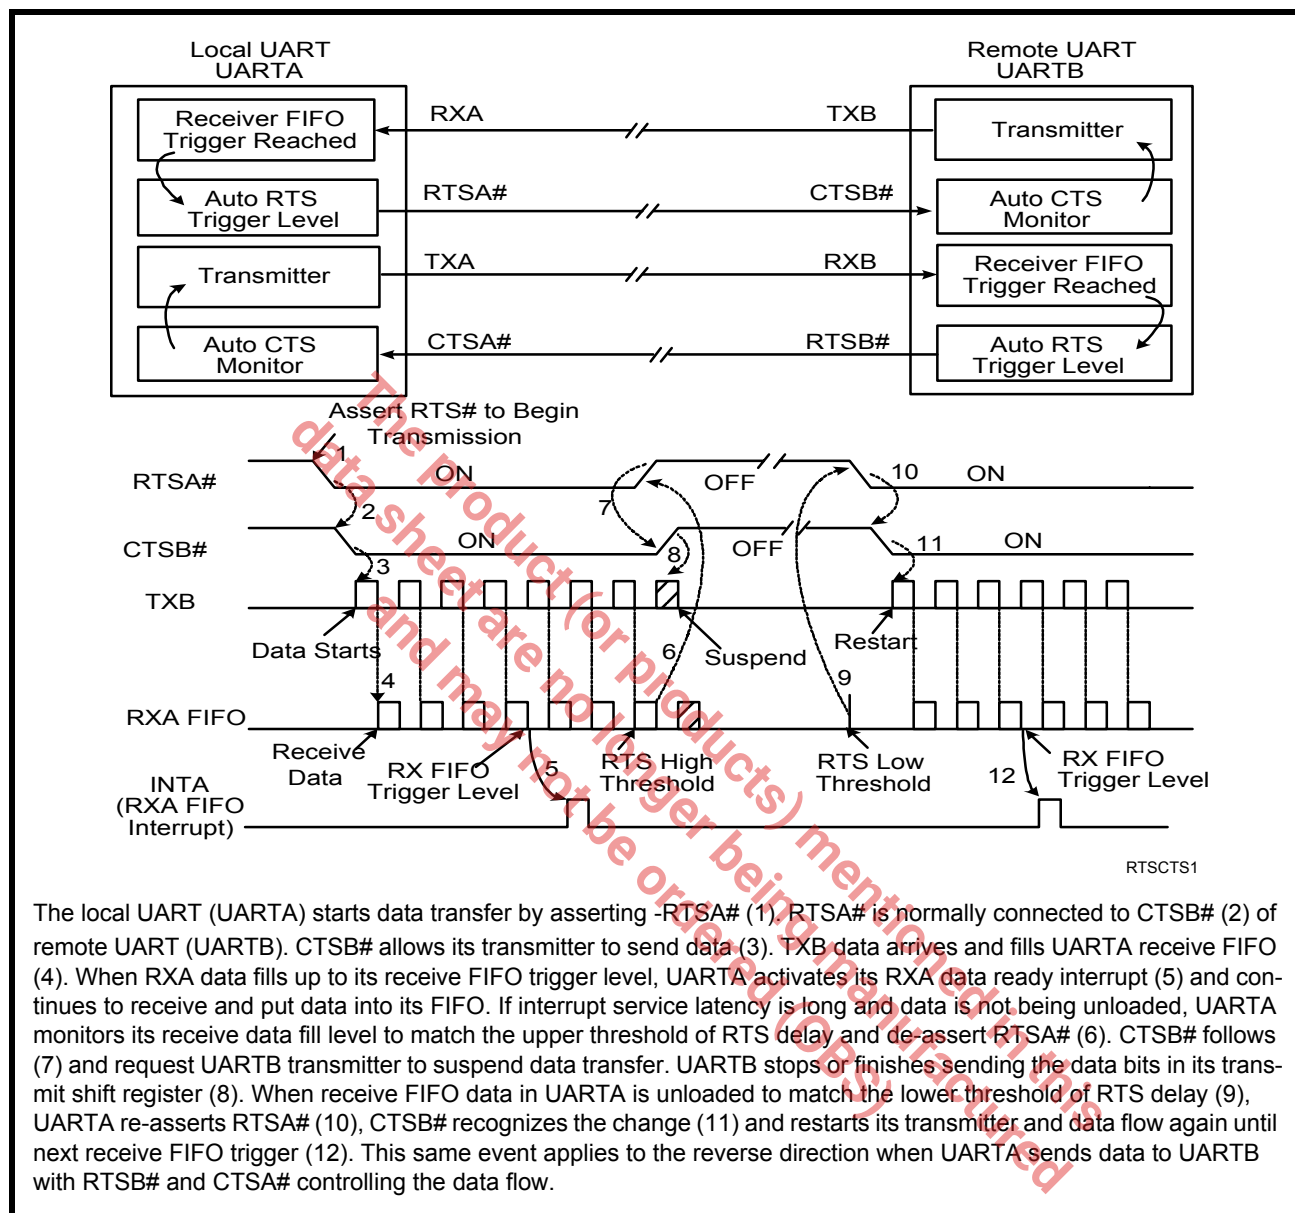 Local UART
UARTA
Remote UART
UARTB
Receiver FIFO
Trigger Reached
RXA
TXB
Transmitter
Auto RTS
Trigger Level
RTSA#
CTSB#
Auto CTS
Monitor
Transmitter
TXA
RXB
Receiver FIFO
Trigger Reached
Auto CTS
Monitor
CTSA#
RTSB#
Auto RTS
Trigger Level
Assert RTS# to Begin
Transmission
1
RTSA#
ON
OFF
ON
2
7
10
CTSB#
ON
OFF
ON
3
8
11
TXB
Data Starts
6
Suspend
Restart
4
9
RXA FIFO
Receive
Data
RX FIFO
Trigger Level
5
RTS High
Threshold
RTS Low
Threshold
12
RX FIFO
Trigger Level
INTA
(RXA FIFO
Interrupt)
RTSCTS1
The local UART (UARTA) starts data transfer by asserting -RTSA# (1). RTSA# is normally connected to CTSB# (2) of
remote UART (UARTB). CTSB# allows its transmitter to send data (3). TXB data arrives and fills UARTA receive FIFO
(4). When RXA data fills up to its receive FIFO trigger level, UARTA activates its RXA data ready interrupt (5) and con-
tinues to receive and put data into its FIFO. If interrupt service latency is long and data is not being unloaded, UARTA
monitors its receive data fill level to match the upper threshold of RTS delay and de-assert RTSA# (6). CTSB# follows
(7) and request UARTB transmitter to suspend data transfer. UARTB stops or finishes sending the data bits in its trans-
mit shift register (8). When receive FIFO data in UARTA is unloaded to match the lower threshold of RTS delay (9),
UARTA re-asserts RTSA# (10), CTSB# recognizes the change (11) and restarts its transmitter and data flow again until
next receive FIFO trigger (12). This same event applies to the reverse direction when UARTA sends data to UARTB
with RTSB# and CTSA# controlling the data flow.
The product (or products) mentioned in this
data sheet are no longer being manufactured
and may not be ordered (OBS)